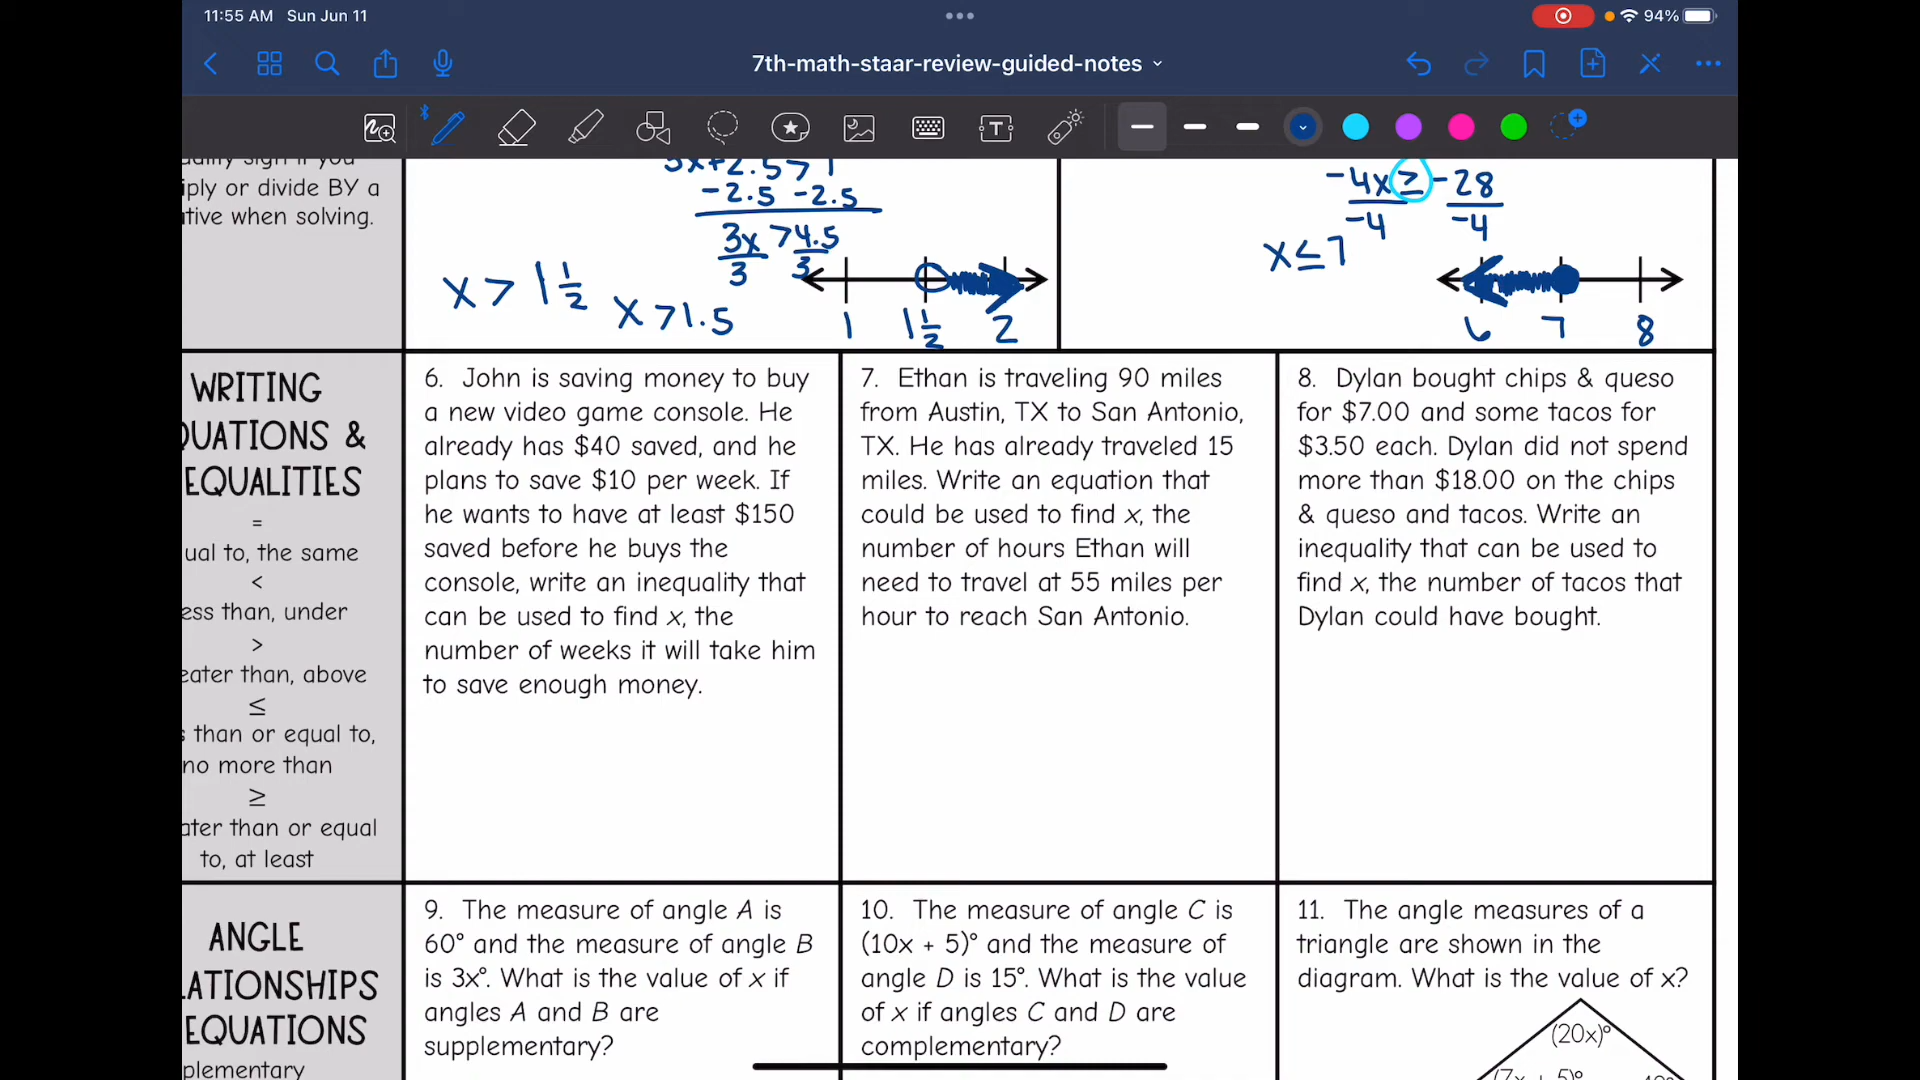 11:55 AM Sun Jun 11
94%
7th-math-staar-review-guided-notes
if you
or divide BY a
when solving.
-2.5 -2.5
3x > 4.5
3 3
x > 1 1/2
x > 1.5
1 1 1/2 2
-4x ≥ -28
-4 -4
x ≤ 7
6 7 8
WRITING
&
=
to, the same
<
than, under
>
than, above
≤
than or equal to,
no more than
≥
than or equal
to, at least
6. John is saving money to buy
a new video game console. He
already has $40 saved, and he
plans to save $10 per week. If
he wants to have at least $150
saved before he buys the
console, write an inequality that
can be used to find x, the
number of weeks it will take him
to save enough money.
7. Ethan is traveling 90 miles
from Austin, TX to San Antonio,
TX. He has already traveled 15
miles. Write an equation that
could be used to find x, the
number of hours Ethan will
need to travel at 55 miles per
hour to reach San Antonio.
8. Dylan bought chips & queso
for $7.00 and some tacos for
$3.50 each. Dylan did not spend
more than $18.00 on the chips
& queso and tacos. Write an
inequality that can be used to
find x, the number of tacos that
Dylan could have bought.
ANGLE
EQUATIONS
9. The measure of angle A is
60° and the measure of angle B
is 3x°. What is the value of x if
angles A and B are
supplementary?
10. The measure of angle C is
(10x + 5)° and the measure of
angle D is 15°. What is the value
of x if angles C and D are
complementary?
11. The angle measures of a
triangle are shown in the
diagram. What is the value of x?
(20x)°